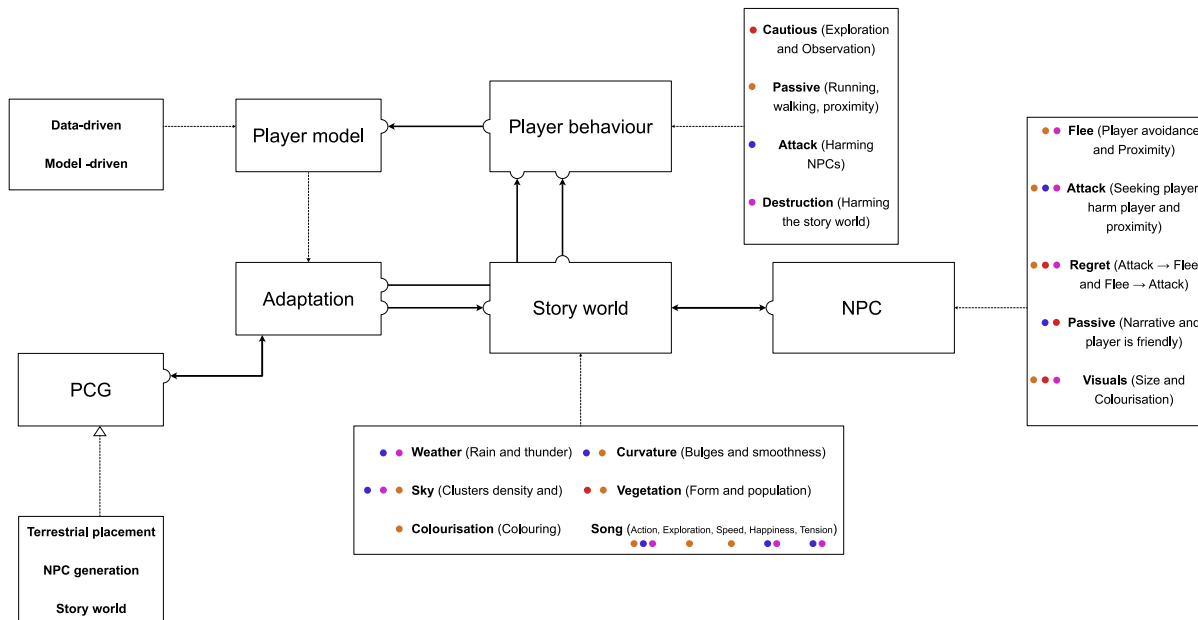 Cautious (Exploration
and Observation)
Passive (Running,
walking, proximity)
Attack (Harming
NPCs)
Destruction (Harming
the story world)
Data-driven
Model -driven
Player model
Player behaviour
Flee (Player avoidance
and Proximity)
Attack (Seeking player,
harm player and
proximity)
Regret (Attack → Flee
and Flee → Attack)
Passive (Narrative and
player is friendly)
Visuals (Size and
Colourisation)
Adaptation
Story world
NPC
PCG
Weather (Rain and thunder)
Curvature (Bulges and smoothness)
Sky (Clusters density and)
Vegetation (Form and population)
Colourisation (Colouring)
Song (Action, Exploration, Speed, Happiness, Tension)
Terrestrial placement
NPC generation
Story world